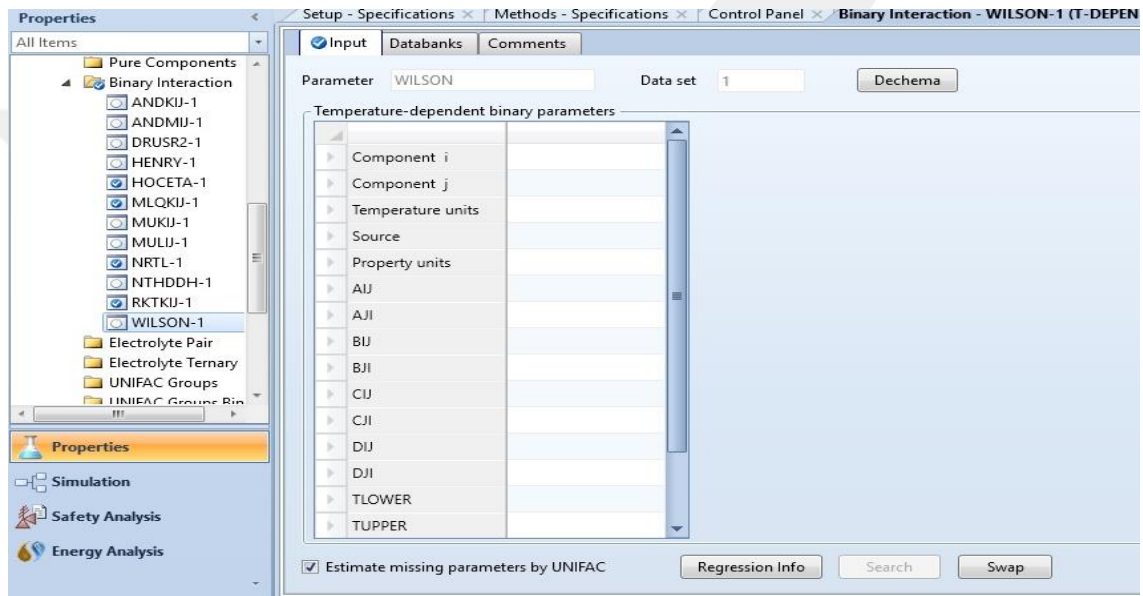 Properties
Setup - Specifications Methods - Specifications Control Panel Binary Interaction - WILSON-1 (T-DEPEN
All Items
Pure Components
Binary Interaction
ANDKIJ-1
ANDMIJ-1
DRUSR2-1
HENRY-1
HOCETA-1
MLQKIJ-1
MUKIJ-1
MULIJ-1
NRTL-1
NTHDDH-1
RKTKIJ-1
WILSON-1
Electrolyte Pair
Electrolyte Ternary
UNIFAC Groups
UNIFAC Groups Bin
Properties
Simulation
Safety Analysis
Energy Analysis
Input Databanks Comments
Parameter WILSON Data set 1 Dechema
Temperature-dependent binary parameters
Component i
Component j
Temperature units
Source
Property units
AIJ
AJI
BIJ
BJI
CIJ
CJI
DIJ
DJI
TLOWER
TUPPER
Estimate missing parameters by UNIFAC Regression Info Search Swap